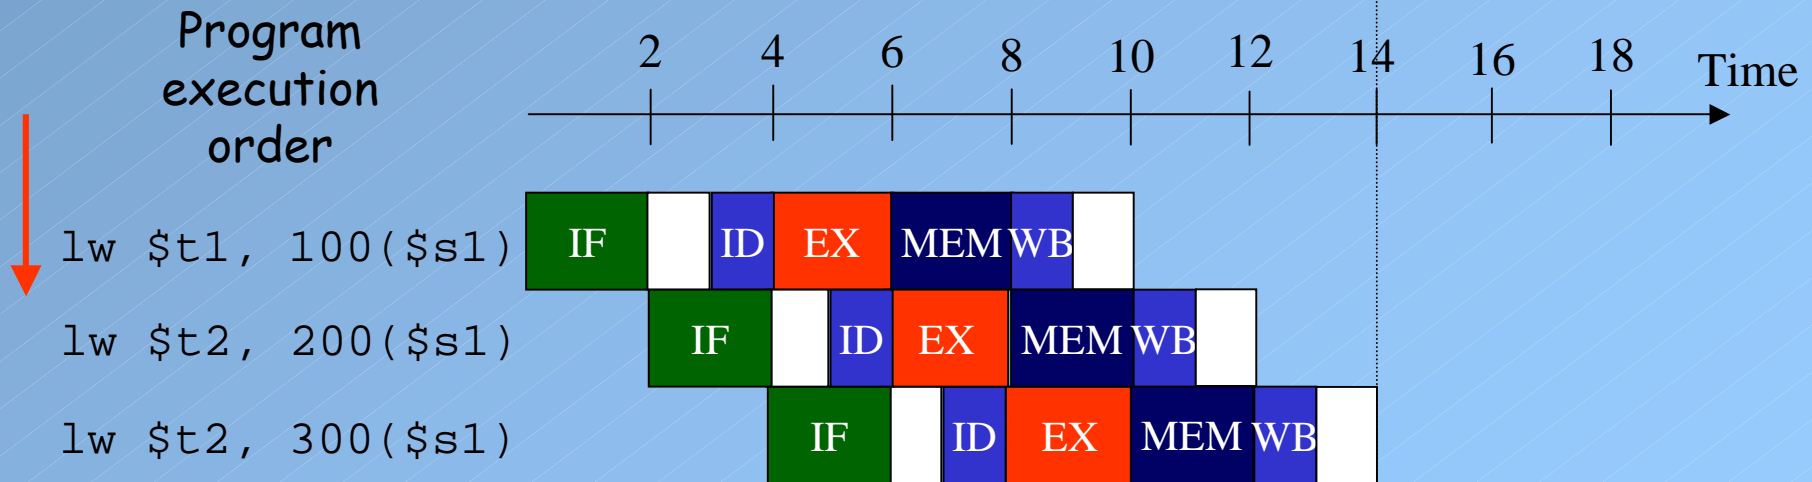 Program
execution
order
2 4 6 8 10 12 14 16 18 Time
lw $t1, 100($s1) IF ID EX MEM WB
lw $t2, 200($s1) IF ID EX MEM WB
lw $t2, 300($s1) IF ID EX MEM WB